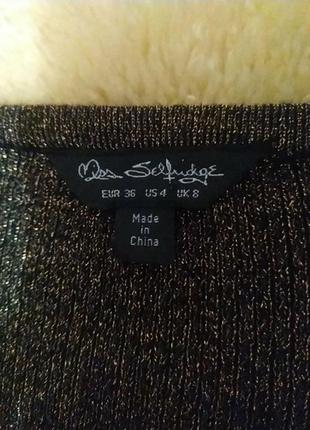 Miss Selfridge
EUR 36 US 4 UK 8
Made
in
China